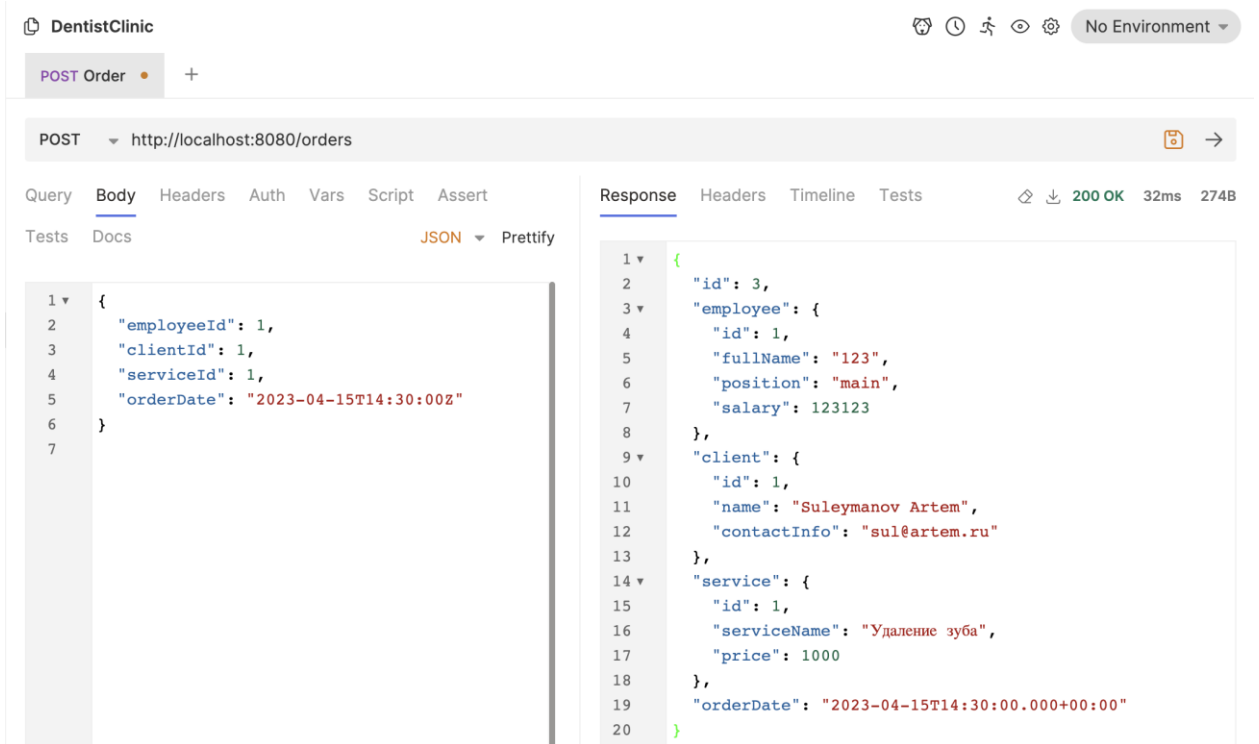 DentistClinic
No Environment
POST Order
+
POST http://localhost:8080/orders
Query Body Headers Auth Vars Script Assert
Tests Docs
JSON Prettify
1 {
2 "employeeId": 1,
3 "clientId": 1,
4 "serviceId": 1,
5 "orderDate": "2023-04-15T14:30:00Z"
6 }
7
Response Headers Timeline Tests
200 OK 32ms 274B
1 {
2 "id": 3,
3 "employee": {
4 "id": 1,
5 "fullName": "123",
6 "position": "main",
7 "salary": 123123
8 },
9 "client": {
10 "id": 1,
11 "name": "Suleymanov Artem",
12 "contactInfo": "sul@artem.ru"
13 },
14 "service": {
15 "id": 1,
16 "serviceName": "Удаление зуба",
17 "price": 1000
18 },
19 "orderDate": "2023-04-15T14:30:00.000+00:00"
20 }